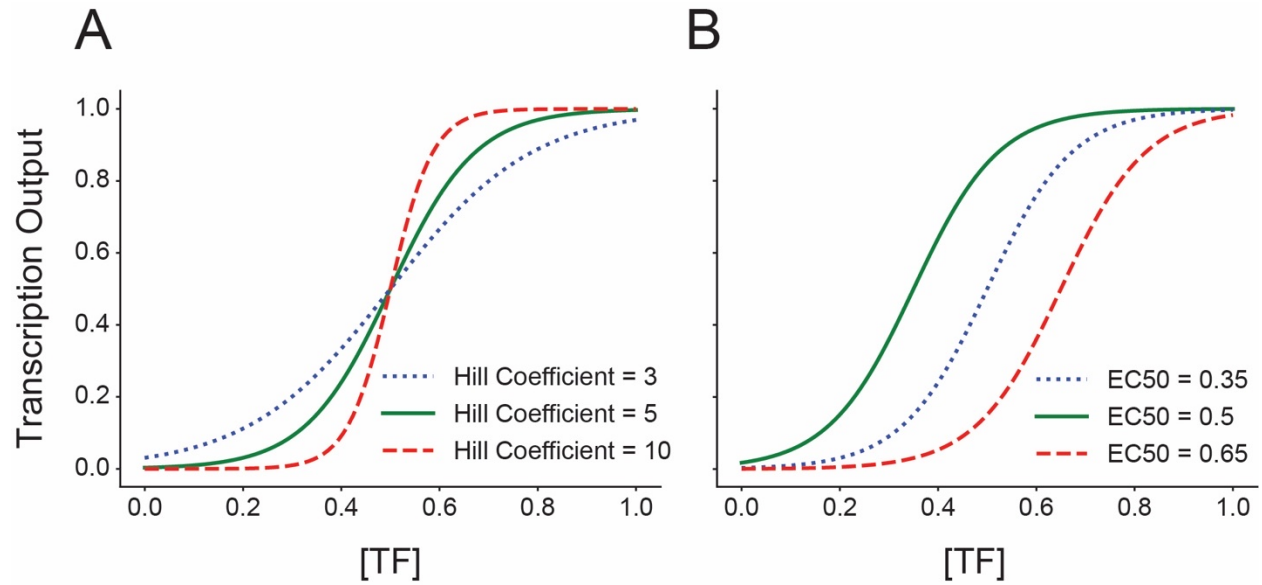 A
Transcription Output
1.0
0.8
0.6
0.4
0.2
0.0
Hill Coefficient = 3
Hill Coefficient = 5
Hill Coefficient = 10
0.0 0.2 0.4 0.6 0.8 1.0
[TF]
B
EC50 = 0.35
EC50 = 0.5
EC50 = 0.65
0.0 0.2 0.4 0.6 0.8 1.0
[TF]